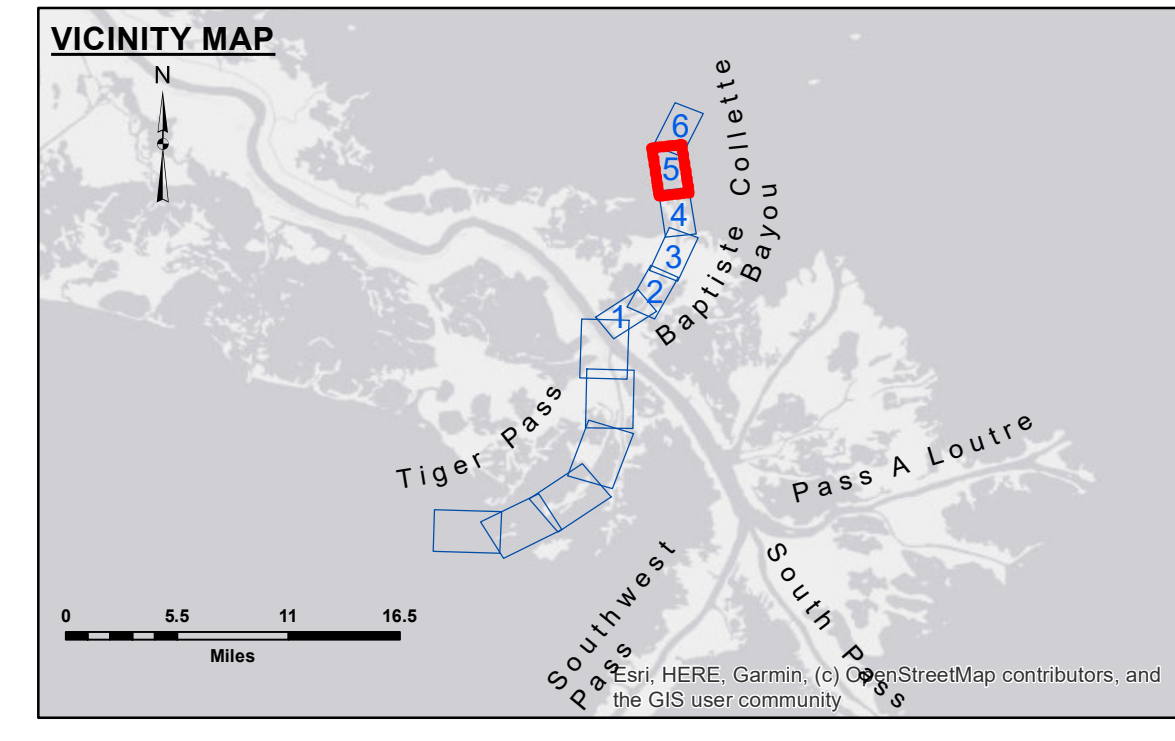 VICINITY MAP
N
6
5
4
3
2
1
Baptiste Collette
Bayou
Tiger Pass
Pass A Loutre
Southwest
Pass
South Pass
0 5.5 11 16.5
Miles
Esri, HERE, Garmin, (c) OpenStreetMap contributors, and
the GIS user community